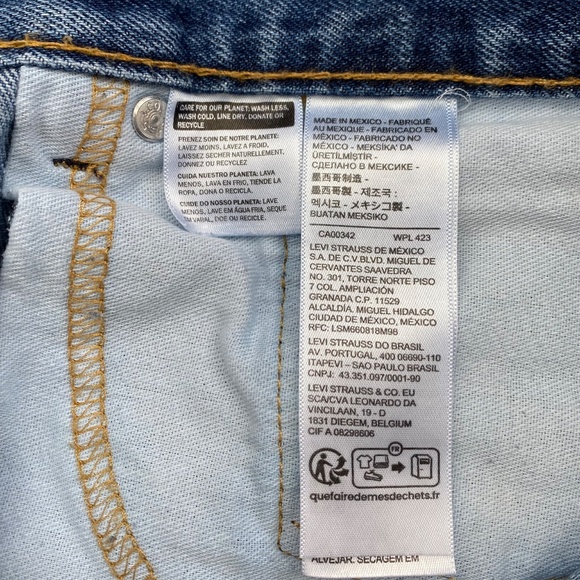 CARE FOR OUR PLANET: WASH LESS,
WASH COLD, LINE DRY, DONATE OR
RECYCLE
PRENEZ SOIN DE NOTRE PLANETE:
LAVEZ MOINS, LAVEZ A FROID,
LAISSEZ SECHER NATURELLEMENT,
DONNEZ OU RECYCLEZ
CUIDA NUESTRO PLANETA: LAVA
MENOS, LAVA EN FRIO, TIENDE LA
ROPA, DONA O RECICLA.
CUIDE DO NOSSO PLANETA: LAVE
MENOS, LAVE EM ÁGUA FRIA, SEQUE
EM VARAL, DOE OU RECICLE.
MADE IN MEXICO - FABRIQUÉ
AU MEXIQUE - FABRICADO EN
MÉXICO - FABRICADO NO
MÉXICO - MEKSİKA'DA
ÜRETİLMİŞTİR -
СДЕЛАНО В МЕКСИКЕ -
墨西哥制造 -
墨西哥製 - 제조국 :
멕시코 - メキシコ製 -
BUATAN MEKSIKO
CA00342 WPL 423
LEVI STRAUSS DE MÉXICO
S.A. DE C.V.BLVD. MIGUEL DE
CERVANTES SAAVEDRA
NO. 301, TORRE NORTE PISO
7 COL. AMPLIACIÓN
GRANADA C.P. 11529
ALCALDÍA. MIGUEL HIDALGO
CIUDAD DE MÉXICO, MÉXICO
RFC: LSM660818M98
LEVI STRAUSS DO BRASIL
AV. PORTUGAL, 400 06690-110
ITAPEVI – SAO PAULO BRASIL
CNPJ: 43.351.097/0001-90
LEVI STRAUSS & CO. EU
SCA/CVA LEONARDO DA
VINCILAAN, 19 - D
1831 DIEGEM, BELGIUM
CIF A 08298606
FR
quefairedemesdechets.fr
ALVEJAR. SECAGEM EM